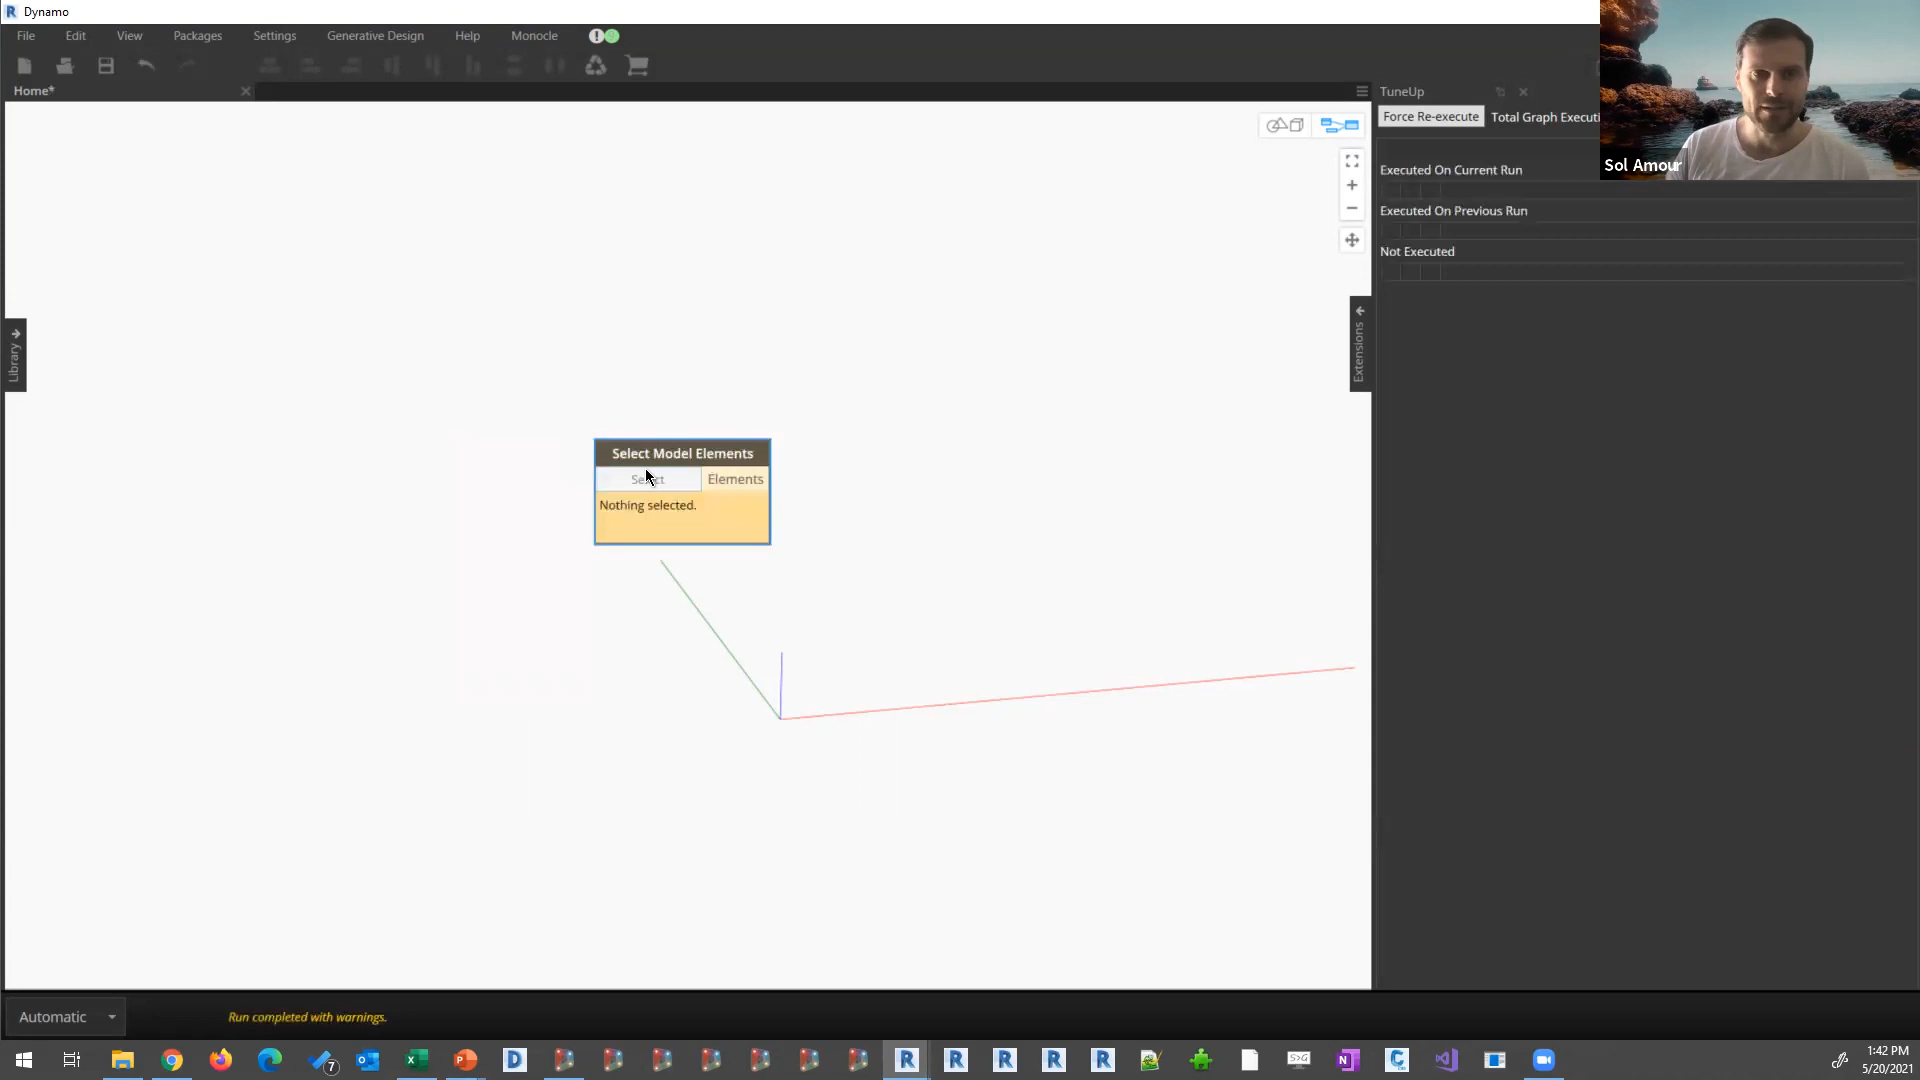 Dynamo
File Edit View Packages Settings Generative Design Help Monocle
Home*
TuneUp
Force Re-execute Total Graph Executi
Sol Amour
Executed On Current Run
Executed On Previous Run
Not Executed
Library
Extensions
Select Model Elements
Select Elements
Nothing selected.
Automatic
Run completed with warnings.
7
1:42 PM
5/20/2021